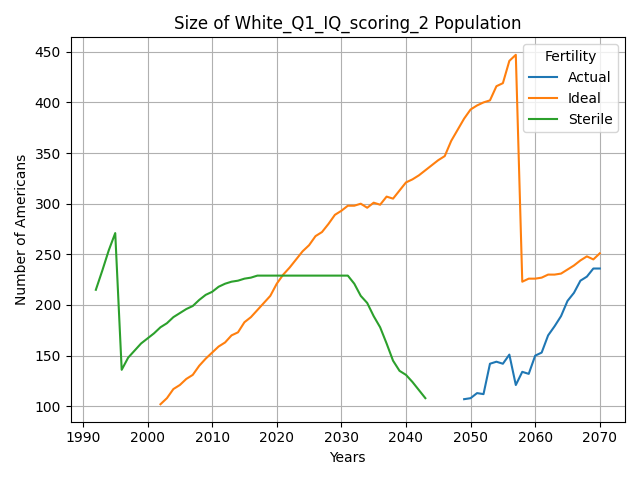 Size of White_Q1_IQ_scoring_2 Population
Number of Americans
450
400
350
300
250
200
150
100
Fertility
Actual
Ideal
Sterile
1990 2000 2010 2020 2030 2040 2050 2060 2070
Years